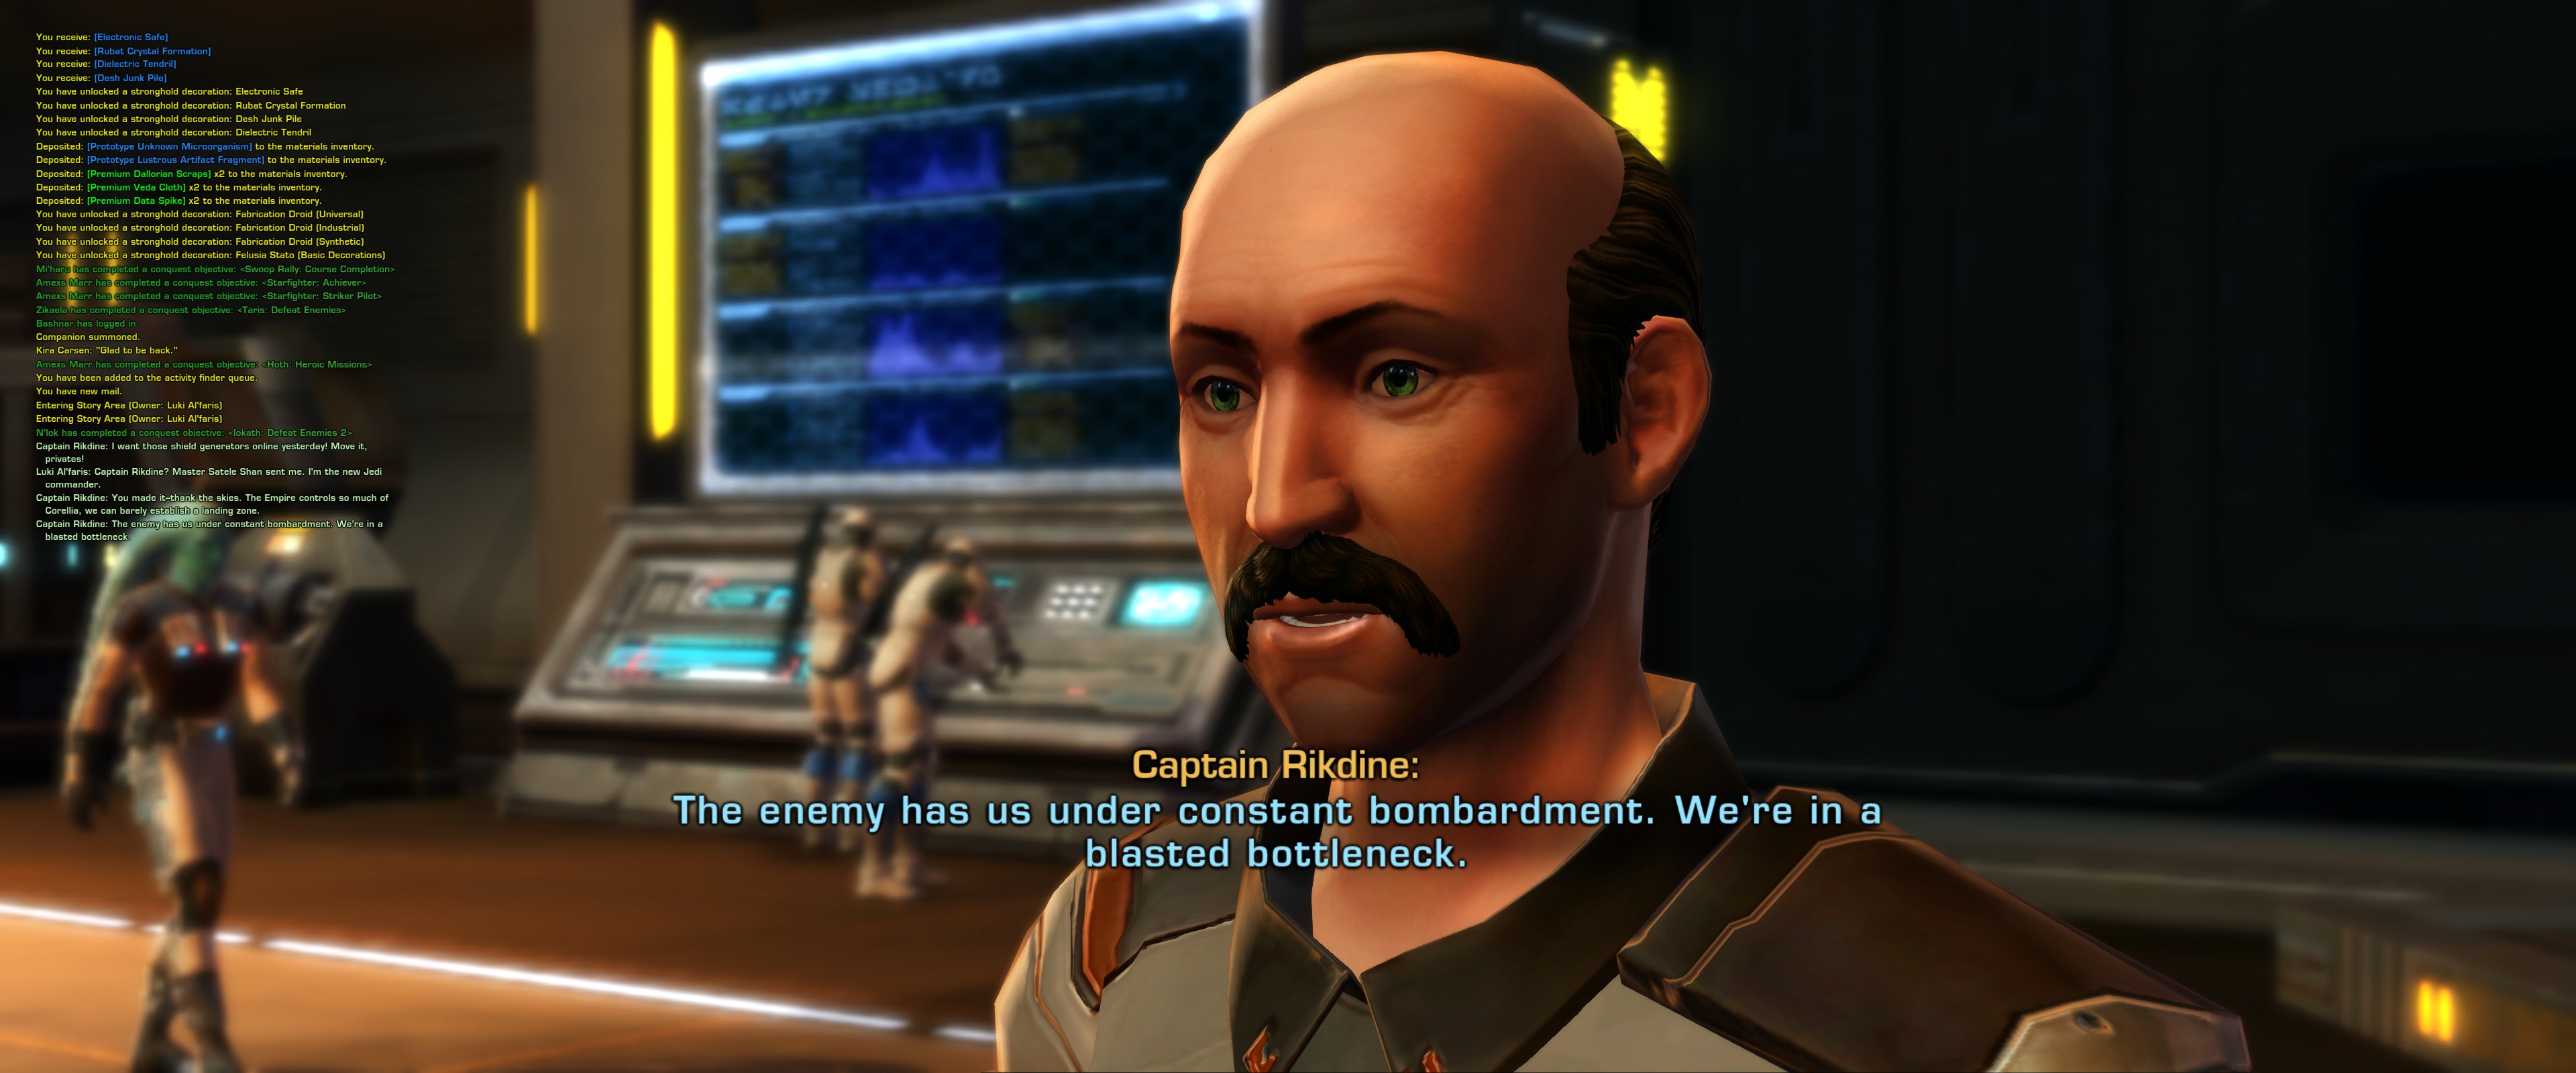 You receive: [Electronic Safe]
You receive: [Rubat Crystal Formation]
You receive: [Dielectric Tendril]
You receive: [Desh Junk Pile]
You have unlocked a stronghold decoration: Electronic Safe
You have unlocked a stronghold decoration: Rubat Crystal Formation
You have unlocked a stronghold decoration: Desh Junk Pile
You have unlocked a stronghold decoration: Dielectric Tendril
Deposited: [Prototype Unknown Microorganism] to the materials inventory.
Deposited: [Prototype Lustrous Artifact Fragment] to the materials inventory.
Deposited: [Premium Dallorian Scraps] x2 to the materials inventory.
Deposited: [Premium Veda Cloth] x2 to the materials inventory.
Deposited: [Premium Data Spike] x2 to the materials inventory.
You have unlocked a stronghold decoration: Fabrication Droid (Universal)
You have unlocked a stronghold decoration: Fabrication Droid (Industrial)
You have unlocked a stronghold decoration: Fabrication Droid (Synthetic)
You have unlocked a stronghold decoration: Felusia Stato (Basic Decorations)
Mi'haru has completed a conquest objective: <Swoop Rally: Course Completion>
Amexs Marr has completed a conquest objective: <Starfighter: Achiever>
Amexs Marr has completed a conquest objective: <Starfighter: Striker Pilot>
Zikaela has completed a conquest objective: <Taris: Defeat Enemies>
Bashnar has logged in.
Companion summoned.
Kira Carsen: "Glad to be back."
Amexs Marr has completed a conquest objective: <Hoth: Heroic Missions>
You have been added to the activity finder queue.
You have new mail.
Entering Story Area (Owner: Luki Al'faris)
Entering Story Area (Owner: Luki Al'faris)
N'lok has completed a conquest objective: <Iokath: Defeat Enemies 2>
Captain Rikdine: I want those shield generators online yesterday! Move it,
privates!
Luki Al'faris: Captain Rikdine? Master Satele Shan sent me. I'm the new Jedi
commander.
Captain Rikdine: You made it–thank the skies. The Empire controls so much of
Corellia, we can barely establish a landing zone.
Captain Rikdine: The enemy has us under constant bombardment. We're in a
blasted bottleneck.
Captain Rikdine:
The enemy has us under constant bombardment. We're in a
blasted bottleneck.